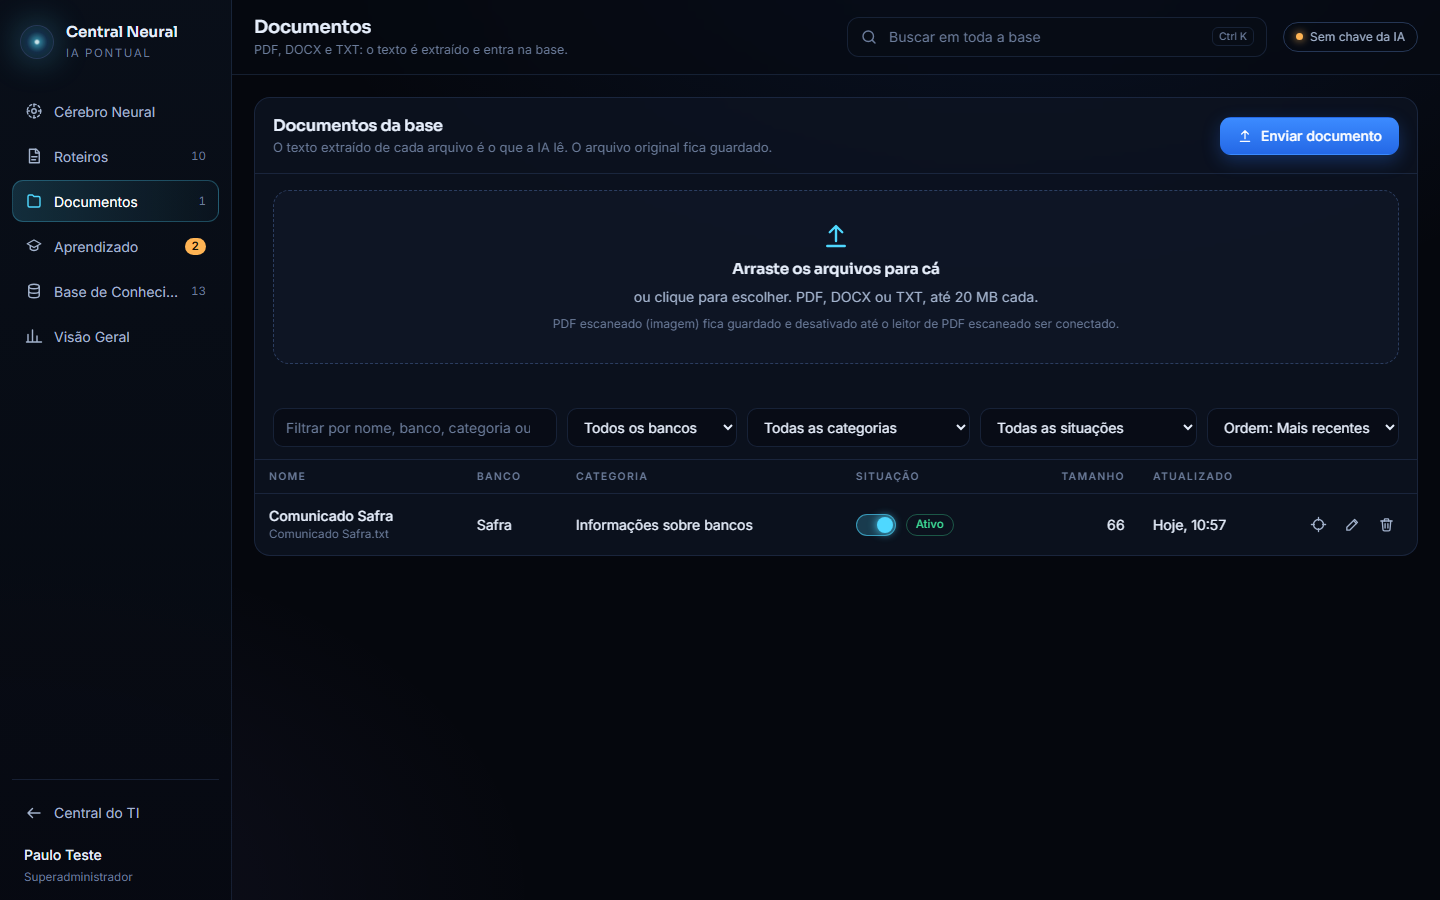 Central Neural
IA PONTUAL
Cérebro Neural
Roteiros 10
Documentos 1
Aprendizado 2
Base de Conheci... 13
Visão Geral
Central do TI
Paulo Teste
Superadministrador
Documentos
PDF, DOCX e TXT: o texto é extraído e entra na base.
Buscar em toda a base Ctrl K
Sem chave da IA
Documentos da base
O texto extraído de cada arquivo é o que a IA lê. O arquivo original fica guardado.
Enviar documento
Arraste os arquivos para cá
ou clique para escolher. PDF, DOCX ou TXT, até 20 MB cada.
PDF escaneado (imagem) fica guardado e desativado até o leitor de PDF escaneado ser conectado.
Filtrar por nome, banco, categoria ou Todos os bancos Todas as categorias Todas as situações Ordem: Mais recentes
NOME BANCO CATEGORIA SITUAÇÃO TAMANHO ATUALIZADO
Comunicado Safra Safra Informações sobre bancos Ativo 66 Hoje, 10:57
Comunicado Safra.txt